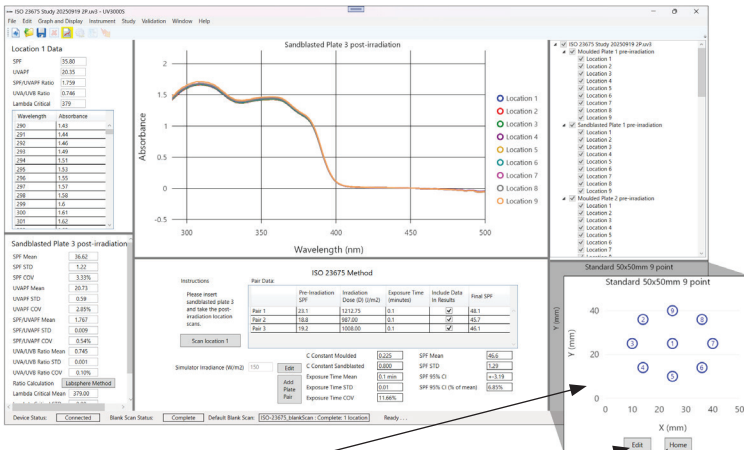 ISO 23675 Study 20250919 2P.uv3 - UV3000S
File Edit Graph and Display Instrument Study Validation Window Help
Location 1 Data
SPF 35.80
UVAPF 20.35
SPF/UVAPF Ratio 1.759
UVA/UVB Ratio 0.746
Lambda Critical 379
Wavelength Absorbance
290 1.43
291 1.44
292 1.46
293 1.49
294 1.51
295 1.53
296 1.55
297 1.57
298 1.58
299 1.6
300 1.61
301 1.62
Sandblasted Plate 3 post-irradiation
2
1.5
1
0.5
0
-0.5
Absorbance
300 350 400 450 500
Wavelength (nm)
Location 1
Location 2
Location 3
Location 4
Location 5
Location 6
Location 7
Location 8
Location 9
ISO 23675 Study 20250919 2P.uv3
Moulded Plate 1 pre-irradiation
Location 1
Location 2
Location 3
Location 4
Location 5
Location 6
Location 7
Location 8
Location 9
Sandblasted Plate 1 pre-irradiation
Location 1
Location 2
Location 3
Location 4
Location 5
Location 6
Location 7
Location 8
Location 9
Moulded Plate 2 pre-irradiation
Location 1
Location 2
Location 3
Location 4
Location 5
Location 6
Location 7
Sandblasted Plate 3 post-irradiation
SPF Mean 36.62
SPF STD 1.22
SPF COV 3.33%
UVAPF Mean 20.73
UVAPF STD 0.59
UVAPF COV 2.85%
SPF/UVAPF Mean 1.767
SPF/UVAPF STD 0.009
SPF/UVAPF COV 0.54%
UVA/UVB Ratio Mean 0.745
UVA/UVB Ratio STD 0.001
UVA/UVB Ratio COV 0.10%
Ratio Calculation Labsphere Method
Lambda Critical Mean 379.00
ISO 23675 Method
Instructions
Please insert
sandblasted plate 3
and take the post-
irradiation location
scans.
Scan location 1
Pair Data:
Pre-Irradiation SPF Irradiation Dose (D) (J/m2) Exposure Time (minutes) Include Data In Results Final SPF
Pair 1 23.1 1212.75 0.1 48.1
Pair 2 18.8 987.00 0.1 45.7
Pair 3 19.2 1008.00 0.1 46.1
Simulator Irradiance (W/m2) 150 Edit
Add
Plate
Pair
C Constant Moulded 0.225
C Constant Sandblasted 0.800
Exposure Time Mean 0.1 min
Exposure Time STD 0.01
Exposure Time COV 11.66%
SPF Mean 46.6
SPF STD 1.29
SPF 95% CI +-3.19
SPF 95% CI (% of mean) 6.85%
Standard 50x50mm 9 point
Standard 50x50mm 9 point
Y (mm)
Y (mm)
40
20
0
9
2 8
3 1 7
4 6
5
0 10 20 30 40 50
X (mm)
Edit Home
Device Status: Connected Blank Scan Status: Complete Default Blank Scan: ISO-23675_blankScan : Complete: 1 location Ready . . .